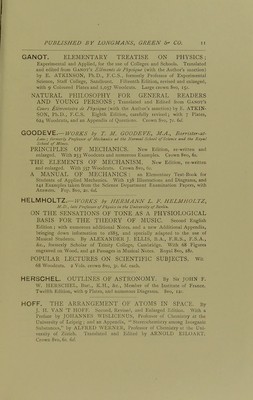 PUBLISHED BY LONGMANS, GREEN & CO. 11
GANOT. ELEMENTARY TREATISE ON PHYSICS;
Experimental and Applied, for the use of Colleges and Schools. Translated
and edited from GANOT'S Éléments de Physique (with the Author's sanction)
by E. ATKINSON, Ph.D., F.C.S., formerly Professor of Experimental
Science, Staff College, Sandhurst. Fifteenth Edition, revised and enlarged,
with 9 Coloured Plates and 1,057 Woodcuts. Large crown 8vo, 15s.
NATURAL PHILOSOPHY FOR GENERAL READERS
AND YOUNG PERSONS; Translated and Edited from GANOT'S
Cours Élémentaire de Physique (with the Author's sanction) by E. ATKIN-
SON, Ph.D., F.C.S. Eighth Edition, carefully revised; with 7 Plates,
624 Woodcuts, and an Appendix of Questions. Crown 8vo, 7s. 6d.
GOODEVE.—WORKS by T. M. GOODEVE, M.A., Barrister-at-
Law; formerly Professor of Mechanics at the Normal School of Science and the Royal
School of Mines.
PRINCIPLES OF MECHANICS. New Edition, re-written and
enlarged. With 253 Woodcuts and numerous Examples. Crown 8vo, 6s.
THE ELEMENTS OF MECHANISM. New Edition, re-written
and enlarged. With 357 Woodcuts. Crown 8vo, 6s.
A MANUAL OF MECHANICS: an Elementary Text-Book for
Students of Applied Mechanics. With 138 Illustrations and Diagrams, and
141 Examples taken from the Science Department Examination Papers, with
Answers. Fcp. 8vo, 2s. 6d.
HELMHOLTZ.—WORKS by HERMANN L. F. HELMHOLTZ,
M.D., late Professor of Physics in the University of Berlin.
ON THE SENSATIONS OF TONE AS A PHYSIOLOGICAL
BASIS FOR THE THEORY OF MUSIC. Second English
Edition; with numerous additional Notes, and a new Additional Appendix,
bringing down information to 1885, and specially adapted to the use of
Musical Students. By ALEXANDER J. ELLIS, B.A., F.R.S., F.S.A.,
&c., formerly Scholar of Trinity College, Cambridge. With 68 Figures
engraved on Wood, and 42 Passages in Musical Notes. Royal 8vo, 28s.
POPULAR LECTURES ON SCIENTIFIC SUBJECTS. With
68 Woodcuts. 2 Vols. crown 8vo, 3s. 6d. each.
HERSCHEL. OUTLINES OF ASTRONOMY. By Sir JOHN F.
W. HERSCHEL, Bart., K.H., &c., Member of the Institute of France.
Twelfth Edition, with 9 Plates, and numerous Diagrams. 8vo, 12s.
HOFF. THE ARRANGEMENT OF ATOMS IN SPACE. By
J. H. VAN 'T HOFF. Second, Revised, and Enlarged Edition. With a
Preface by JOHANNES WISLICENUS, Professor of Chemistry at the
University of Leipzig; and an Appendix, "Stereochemistry among Inorganic
Substances," by ALFRED WERNER, Professor of Chemistry at the Uni-
versity of Zürich. Translated and Edited by ARNOLD EILOART.
Crown 8vo, 6s. 6d.